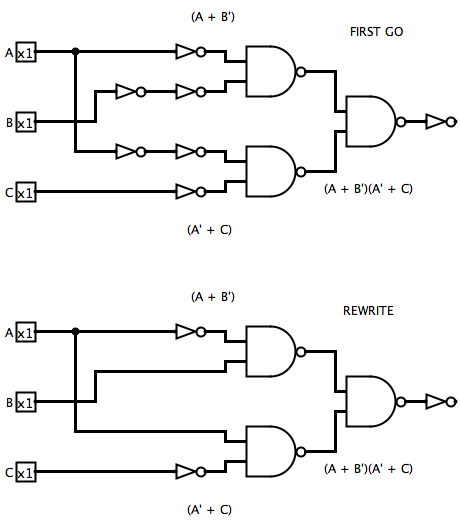 (A + B')
FIRST GO
A x1
B x1
C x1
(A + B')(A' + C)
(A' + C)
(A + B')
REWRITE
A x1
B x1
C x1
(A + B')(A' + C)
(A' + C)